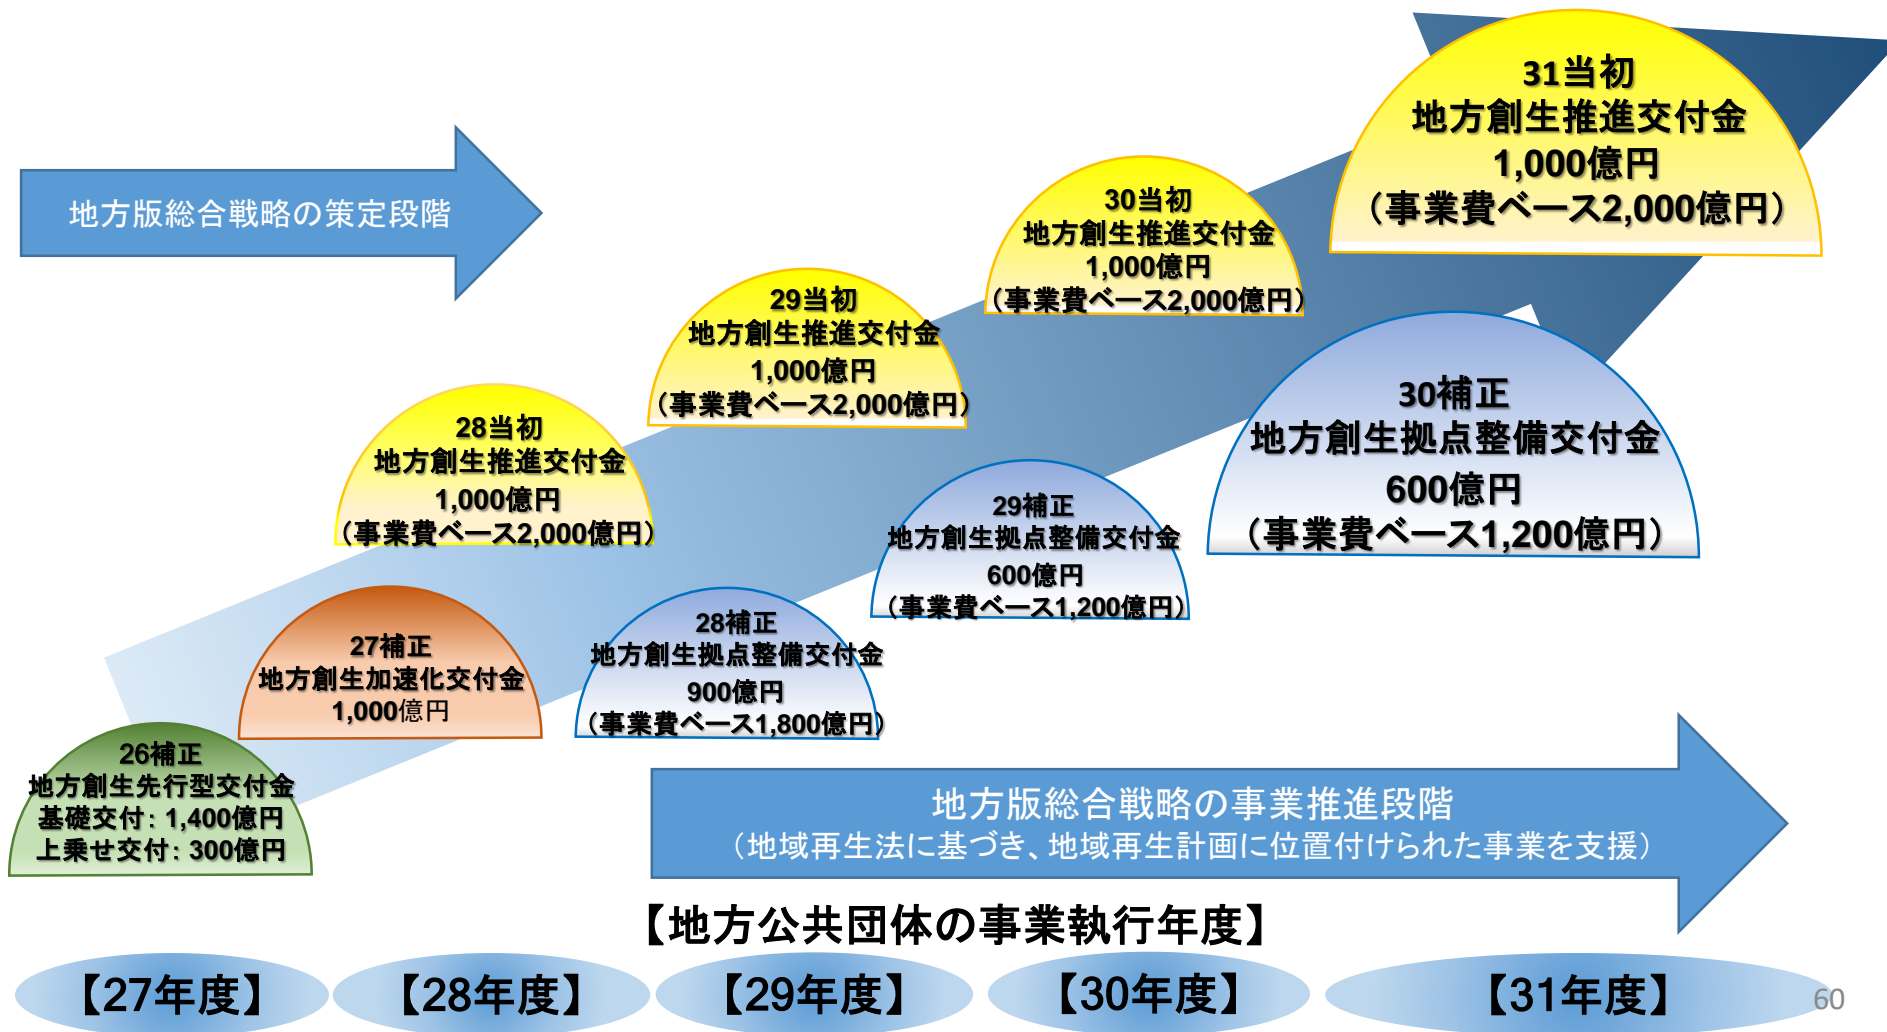 地方版総合戦略の策定段階
31当初
地方創生推進交付金
1,000億円
（事業費ベース2,000億円）
30当初
地方創生推進交付金
1,000億円
（事業費ベース2,000億円）
29当初
地方創生推進交付金
1,000億円
（事業費ベース2,000億円）
28当初
地方創生推進交付金
1,000億円
（事業費ベース2,000億円）
30補正
地方創生拠点整備交付金
600億円
（事業費ベース1,200億円）
29補正
地方創生拠点整備交付金
600億円
（事業費ベース1,200億円）
28補正
地方創生拠点整備交付金
900億円
（事業費ベース1,800億円）
27補正
地方創生加速化交付金
1,000億円
26補正
地方創生先行型交付金
基礎交付：1,400億円
上乗せ交付：300億円
地方版総合戦略の事業推進段階
（地域再生法に基づき、地域再生計画に位置付けられた事業を支援）
【地方公共団体の事業執行年度】
【27年度】
【28年度】
【29年度】
【30年度】
【31年度】
60